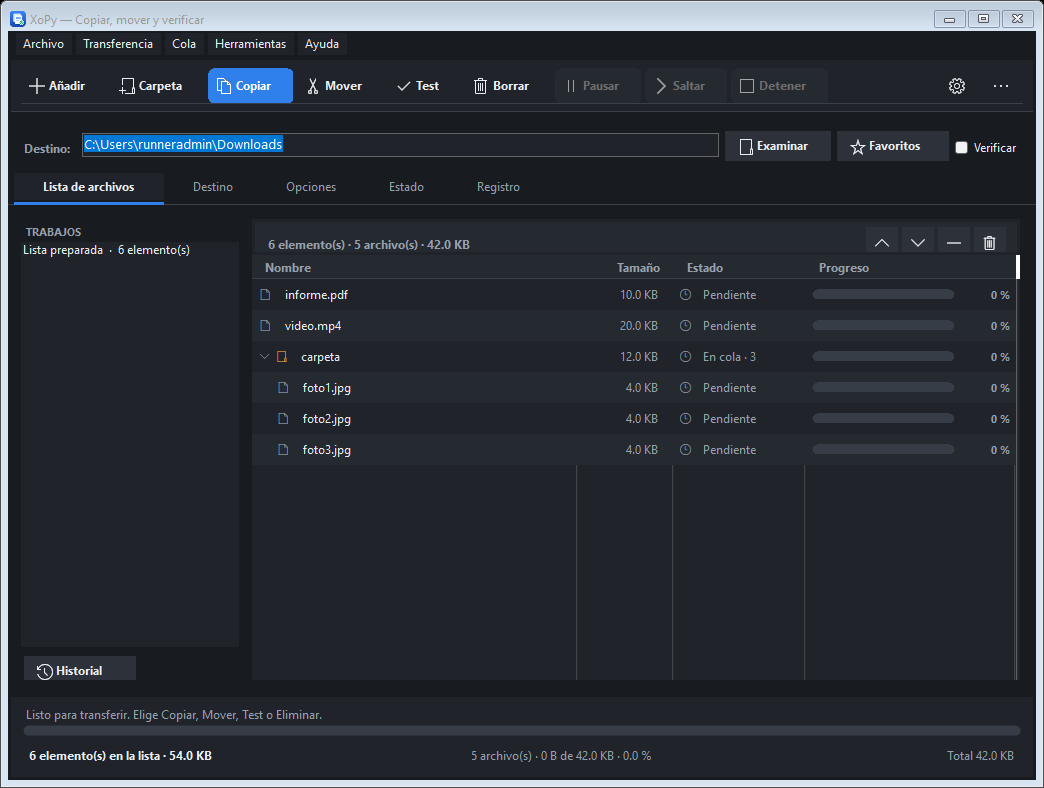 XoPy — Copiar, mover y verificar
Archivo Transferencia Cola Herramientas Ayuda
Añadir Carpeta Copiar Mover Test Borrar Pausar Saltar Detener ...
Destino: C:\Users\runneradmin\Downloads Examinar Favoritos Verificar
Lista de archivos Destino Opciones Estado Registro
TRABAJOS
Lista preparada · 6 elemento(s)
6 elemento(s) · 5 archivo(s) · 42.0 KB
Nombre Tamaño Estado Progreso
informe.pdf 10.0 KB Pendiente 0 %
video.mp4 20.0 KB Pendiente 0 %
carpeta 12.0 KB En cola · 3 0 %
foto1.jpg 4.0 KB Pendiente 0 %
foto2.jpg 4.0 KB Pendiente 0 %
foto3.jpg 4.0 KB Pendiente 0 %
Historial
Listo para transferir. Elige Copiar, Mover, Test o Eliminar.
6 elemento(s) en la lista · 54.0 KB 5 archivo(s) · 0 B de 42.0 KB · 0.0 % Total 42.0 KB